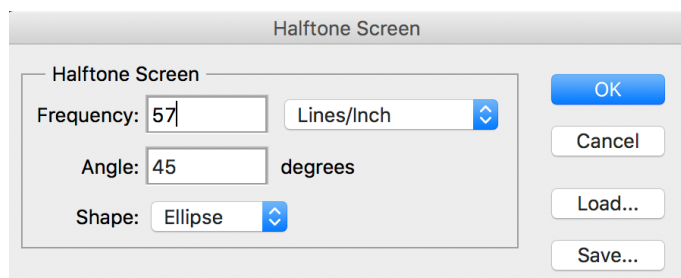 Halftone Screen
Halftone Screen
Frequency: 57 Lines/Inch
Angle: 45 degrees
Shape: Ellipse
OK
Cancel
Load...
Save...